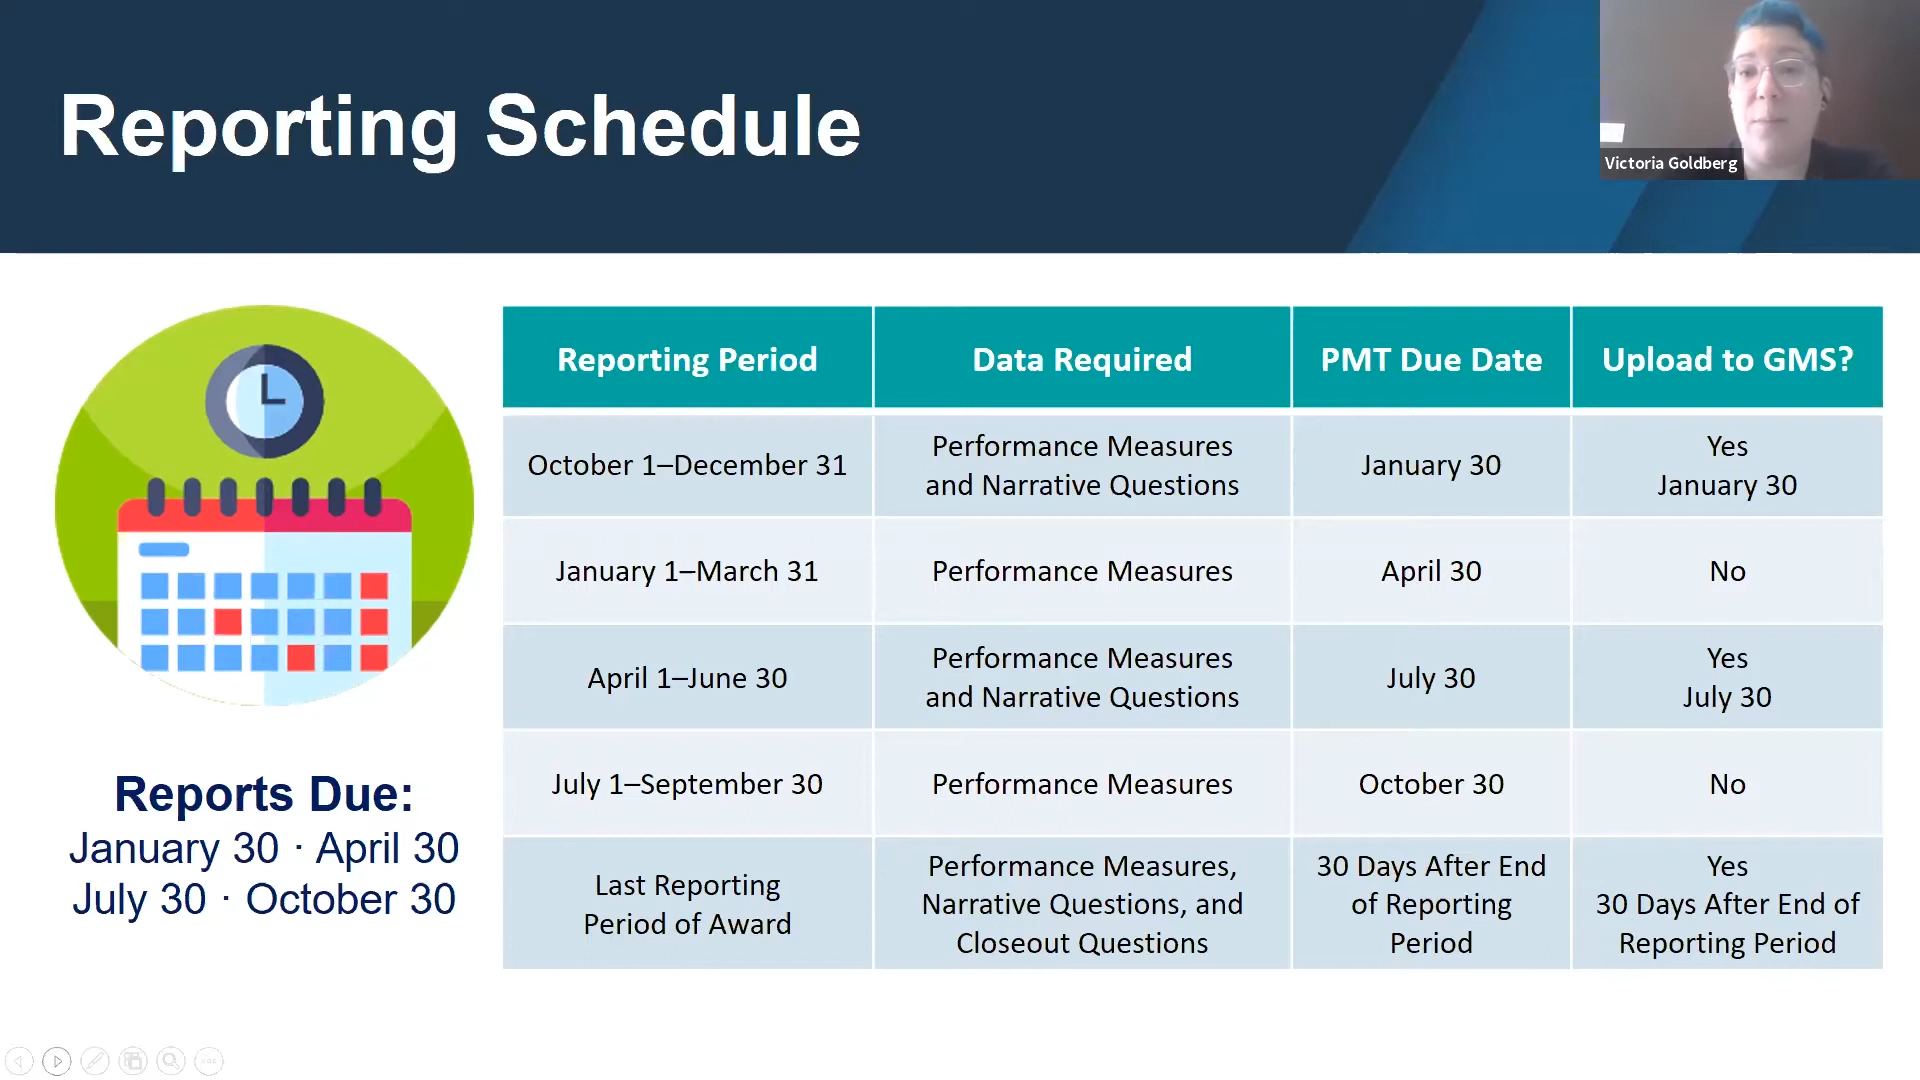 Reporting Schedule
Victoria Goldberg
Reporting Period
Data Required
PMT Due Date
Upload to GMS?
October 1–December 31
Performance Measures
and Narrative Questions
January 30
Yes
January 30
January 1–March 31
Performance Measures
April 30
No
April 1–June 30
Performance Measures
and Narrative Questions
July 30
Yes
July 30
July 1–September 30
Performance Measures
October 30
No
Last Reporting
Period of Award
Performance Measures,
Narrative Questions, and
Closeout Questions
30 Days After End
of Reporting
Period
Yes
30 Days After End of
Reporting Period
Reports Due:
January 30 · April 30
July 30 · October 30